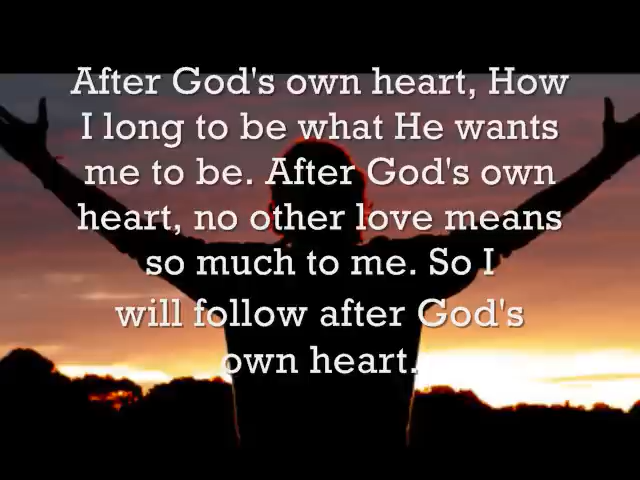 After God's own heart, How
I long to be what He wants
me to be. After God's own
heart, no other love means
so much to me. So I
will follow after God's
own heart.